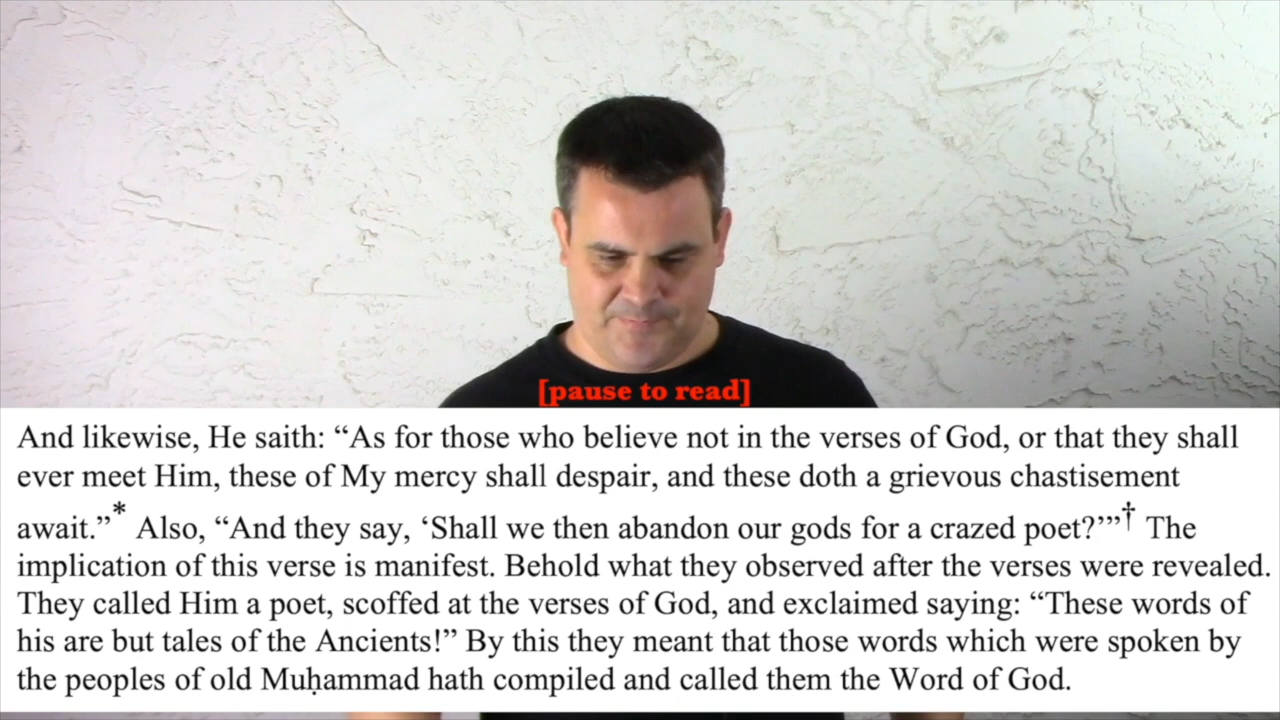 [pause to read]
And likewise, He saith: “As for those who believe not in the verses of God, or that they shall
ever meet Him, these of My mercy shall despair, and these doth a grievous chastisement
await.”* Also, “And they say, ‘Shall we then abandon our gods for a crazed poet?’”† The
implication of this verse is manifest. Behold what they observed after the verses were revealed.
They called Him a poet, scoffed at the verses of God, and exclaimed saying: “These words of
his are but tales of the Ancients!” By this they meant that those words which were spoken by
the peoples of old Muḥammad hath compiled and called them the Word of God.